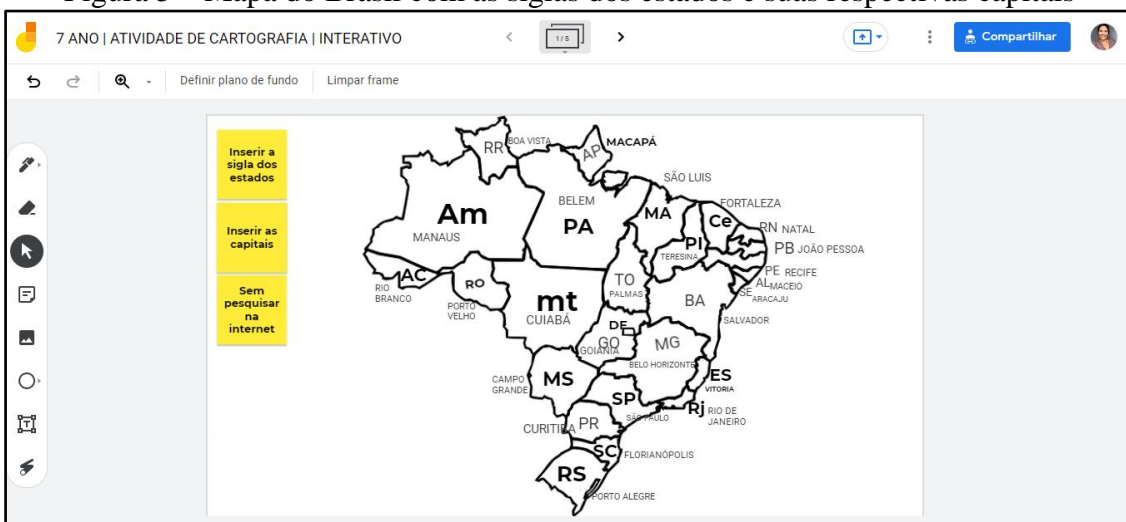 Figura 3 – Mapa do Brasil com as siglas dos estados e suas respectivas capitais
7 ANO | ATIVIDADE DE CARTOGRAFIA | INTERATIVO
1/5
Compartilhar
Definir plano de fundo
Limpar frame
Inserir a
sigla dos
estados
Inserir as
capitais
Sem
pesquisar
na
internet
RR
BOA VISTA
AP
MACAPÁ
Am
MANAUS
BELEM
PA
SÃO LUIS
MA
FORTALEZA
Ce
RN NATAL
PI
TERESINA
PB JOÃO PESSOA
PE RECIFE
AL MACEIÓ
SE
ARACAJU
AC
RIO
BRANCO
RO
PORTO
VELHO
TO
PALMAS
BA
SALVADOR
mt
CUIABÁ
DF
GO
GOIANIA
MG
BELO HORIZONTE
ES
VITORIA
CAMPO
GRANDE
MS
SP
SÃO PAULO
Rj
RIO DE
JANEIRO
CURITIBA
PR
SC
FLORIANÓPOLIS
RS
PORTO ALEGRE